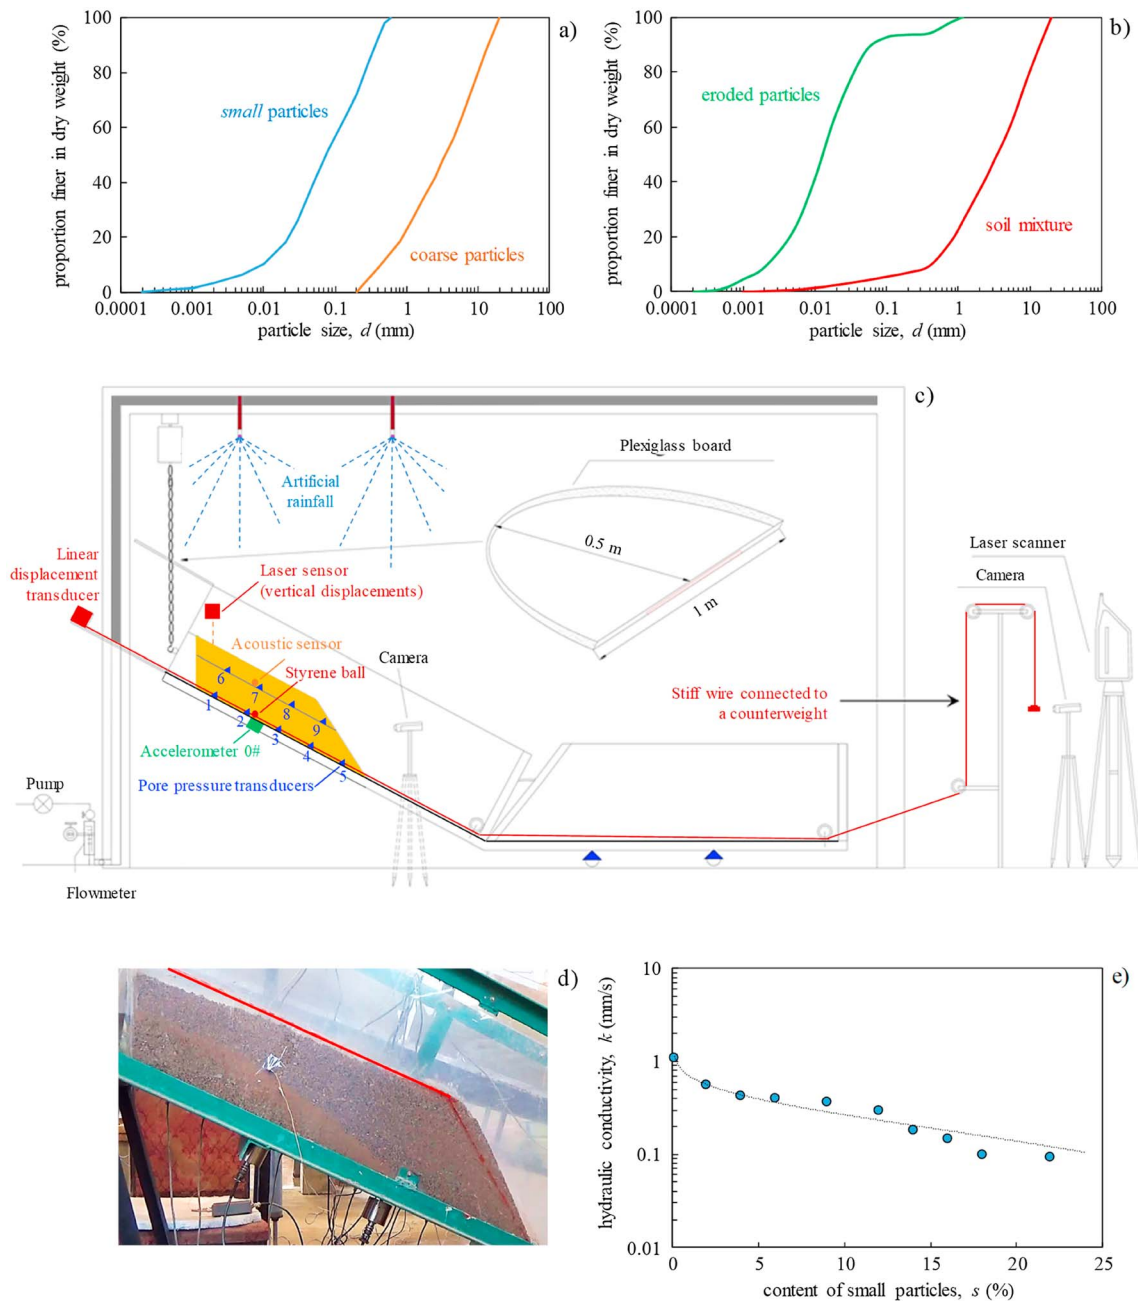 a)
proportion finer in dry weight (%)
100
80
60
40
20
0
small particles
coarse particles
0.0001 0.001 0.01 0.1 1 10 100
particle size, d (mm)
b)
proportion finer in dry weight (%)
100
80
60
40
20
0
eroded particles
soil mixture
0.0001 0.001 0.01 0.1 1 10 100
particle size, d (mm)
c)
Plexiglass board
Artificial
rainfall
0.5 m
1 m
Linear
displacement
transducer
Laser sensor
(vertical displacements)
Laser scanner
Camera
Acoustic sensor
Styrene ball
Camera
6
7
8
9
1
2
3
4
5
Stiff wire connected to
a counterweight
Accelerometer 0#
Pore pressure transducers
Pump
Flowmeter
d)
e)
hydraulic conductivity, k (mm/s)
10
1
0.1
0.01
0 5 10 15 20 25
content of small particles, s (%)